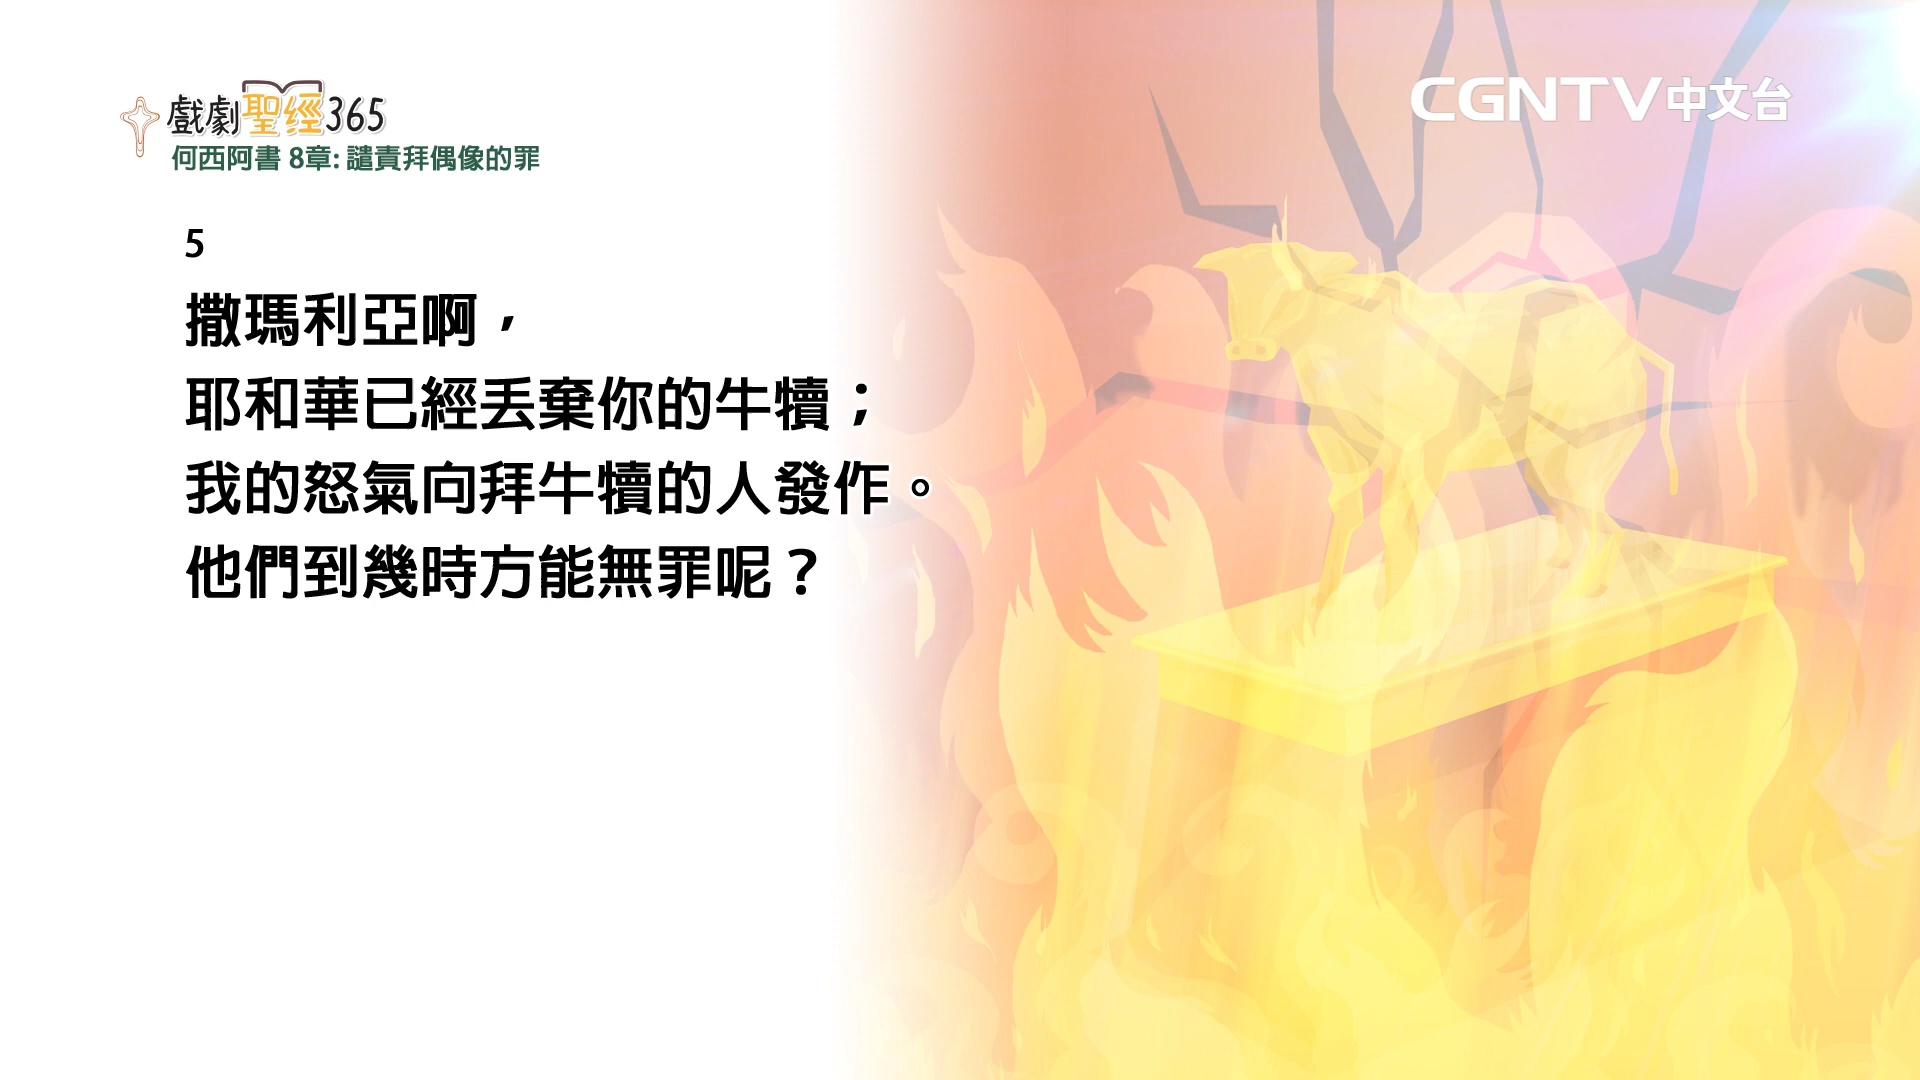 戲劇聖經365
CGNTV中文台
何西阿書 8章: 譴責拜偶像的罪
5
撒瑪利亞啊，
耶和華已經丟棄你的牛犢；
我的怒氣向拜牛犢的人發作。
他們到幾時方能無罪呢？